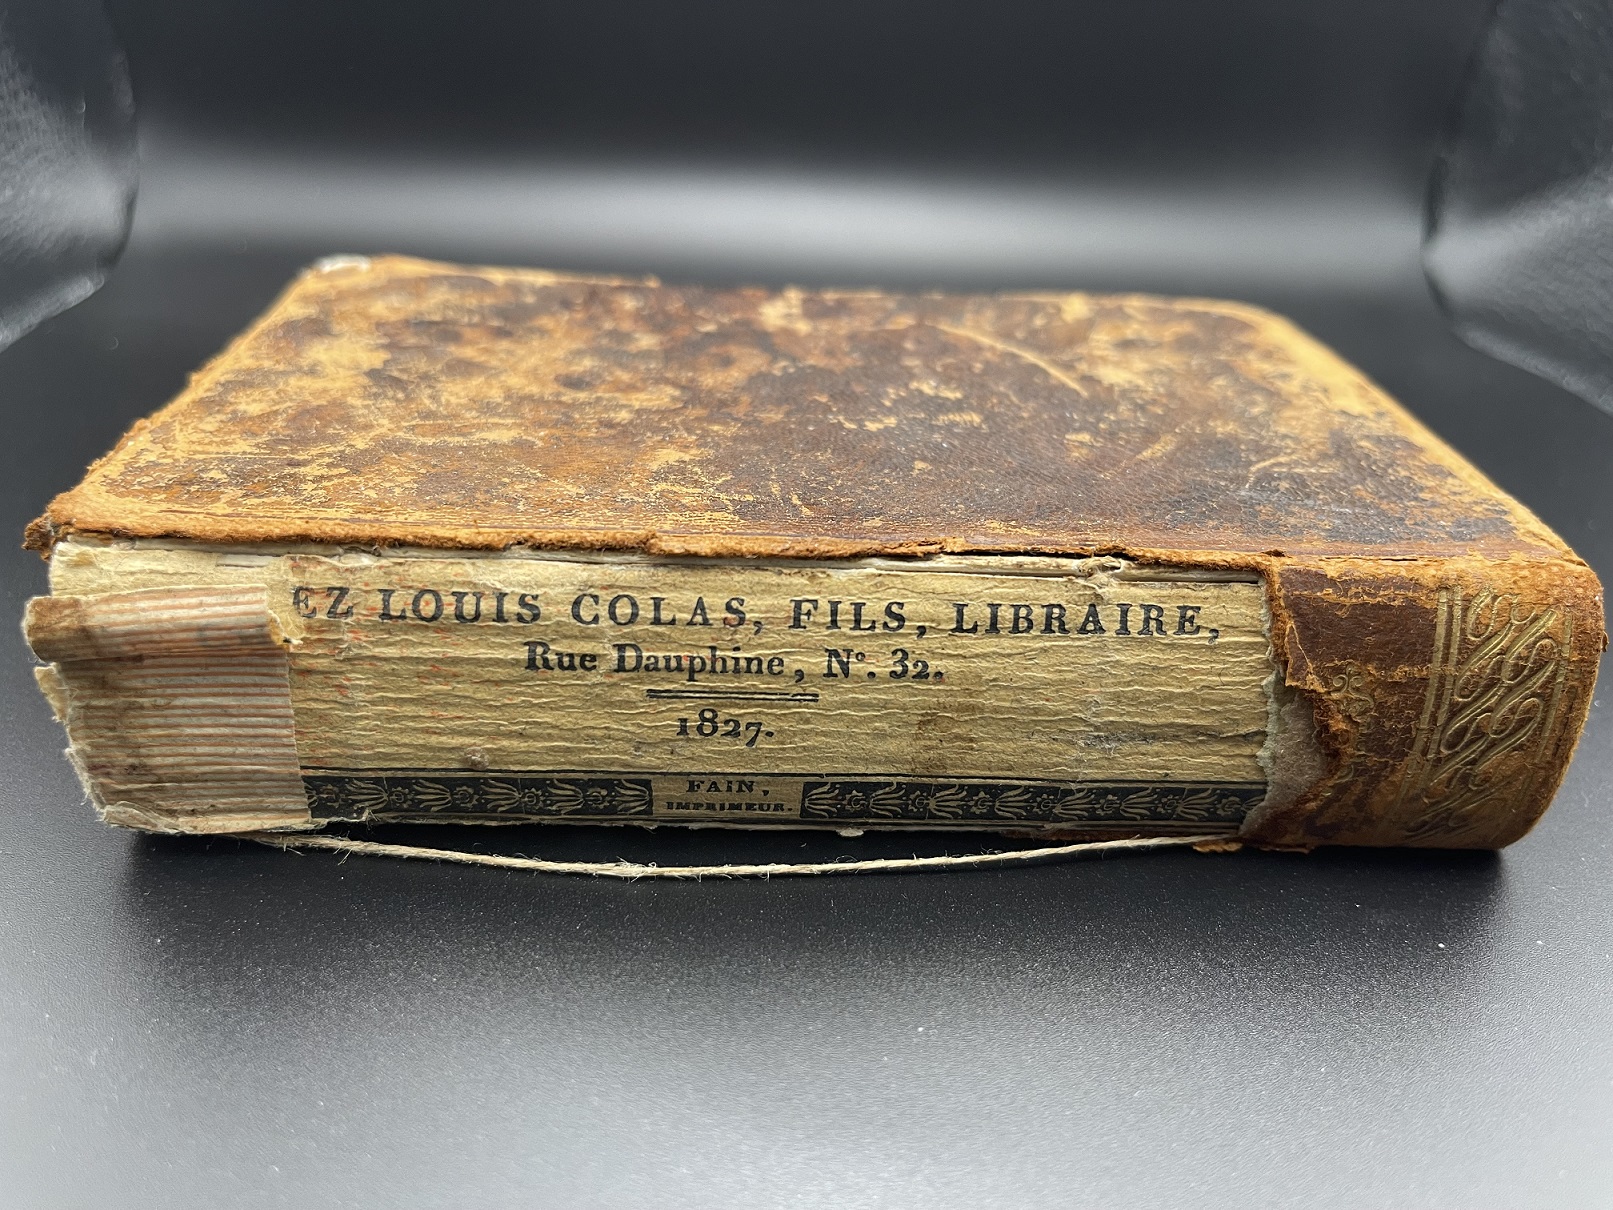 EZ LOUIS COLAS, FILS, LIBRAIRE,
Rue Dauphine, N°. 32.
1827.
FAIN,
IMPRIMEUR.